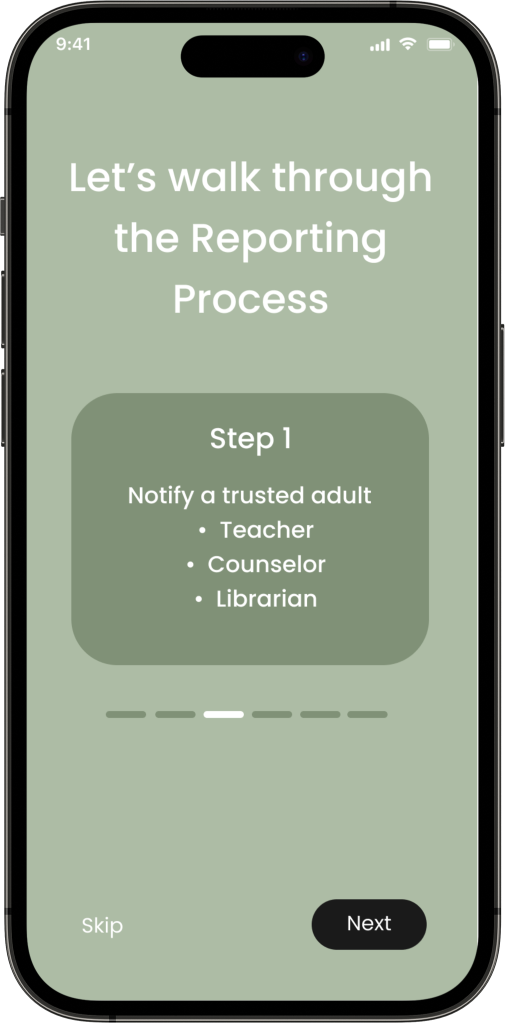 9:41
Let’s walk through
the Reporting
Process
Step 1
Notify a trusted adult
• Teacher
• Counselor
• Librarian
Skip
Next